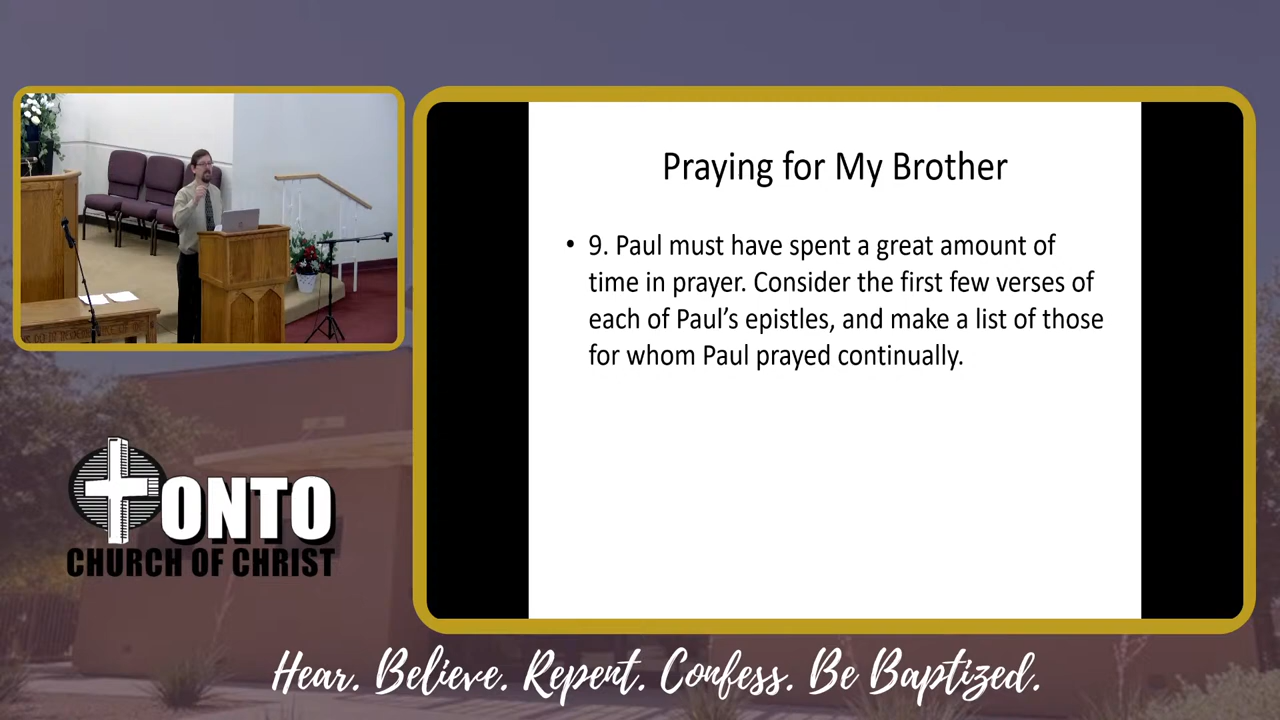 Praying for My Brother
• 9. Paul must have spent a great amount of
time in prayer. Consider the first few verses of
each of Paul’s epistles, and make a list of those
for whom Paul prayed continually.
TONTO
CHURCH OF CHRIST
Hear. Believe. Repent. Confess. Be Baptized.